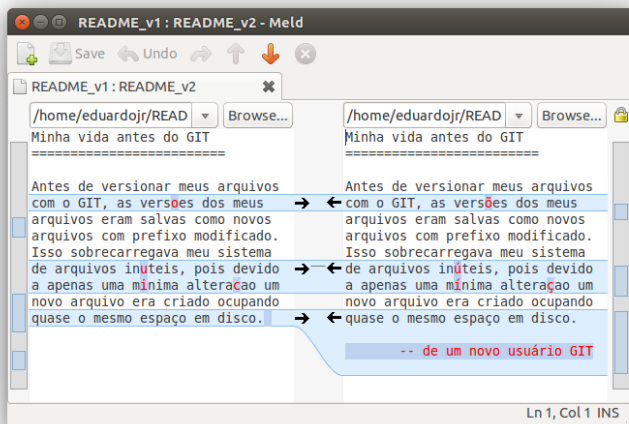 README_v1 : README_v2 - Meld
Save Undo
README_v1 : README_v2
/home/eduardojr/READ Browse...
Minha vida antes do GIT
=========================
Antes de versionar meus arquivos
com o GIT, as versoes dos meus
arquivos eram salvas como novos
arquivos com prefixo modificado.
Isso sobrecarregava meu sistema
de arquivos inuteis, pois devido
a apenas uma minima alteracao um
novo arquivo era criado ocupando
quase o mesmo espaço em disco.
/home/eduardojr/READ Browse...
Minha vida antes do GIT
=========================
Antes de versionar meus arquivos
com o GIT, as versões dos meus
arquivos eram salvas como novos
arquivos com prefixo modificado.
Isso sobrecarregava meu sistema
de arquivos inúteis, pois devido
a apenas uma mínima alteraçao um
novo arquivo era criado ocupando
quase o mesmo espaço em disco.
-- de um novo usuário GIT
Ln 1, Col 1 INS